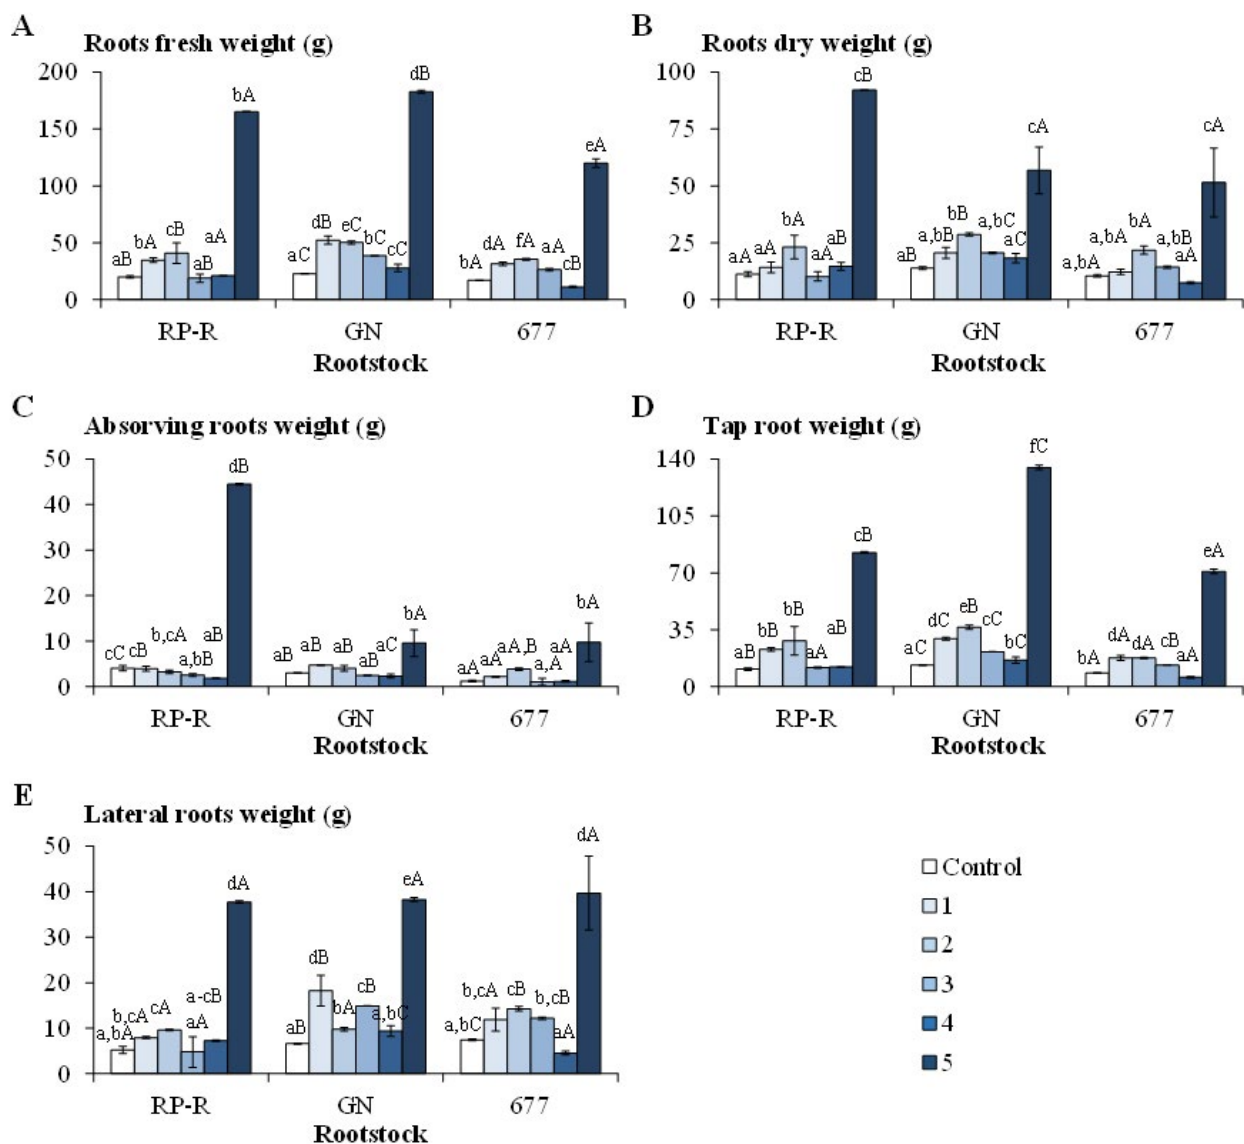 A
Roots fresh weight (g)
200
150
100
50
0
aB bA cB aB aA bA
aC dB eC bC cC dB
bA dA fA aA cB eA
RP-R GN 677
Rootstock
B
Roots dry weight (g)
100
75
50
25
0
aB aA bA aA aB cB
aB a,bB bB a,bC aC cA
a,bA a,bA bA a,bB aA cA
RP-R GN 677
Rootstock
C
Absorving roots weight (g)
50
40
30
20
10
0
cC cB b,cA a,bB aB dB
aB aB aB aB aC bA
aA aA aA,B a,A aA bA
RP-R GN 677
Rootstock
D
Tap root weight (g)
140
105
70
35
0
aB bB bB aA aB cB
aC dC eB cC bC fC
bA dA dA cB aA eA
RP-R GN 677
Rootstock
E
Lateral roots weight (g)
50
40
30
20
10
0
a,bA b,cA cA aA a-cB dA
aB dB bA cB a,bC eA
a,bC b,cA cB b,cB aA dA
RP-R GN 677
Rootstock
Control
1
2
3
4
5